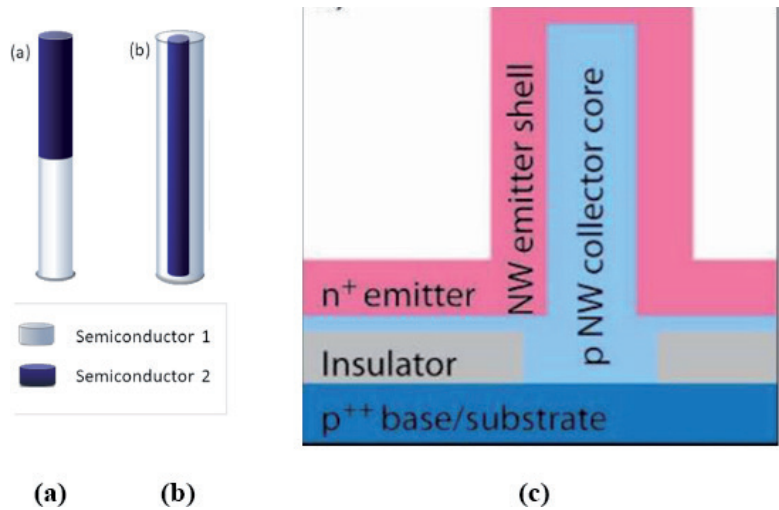 (a)
(b)
Semiconductor 1
Semiconductor 2
NW emitter shell
p NW collector core
n⁺ emitter
Insulator
p⁺⁺ base/substrate
(a)
(b)
(c)